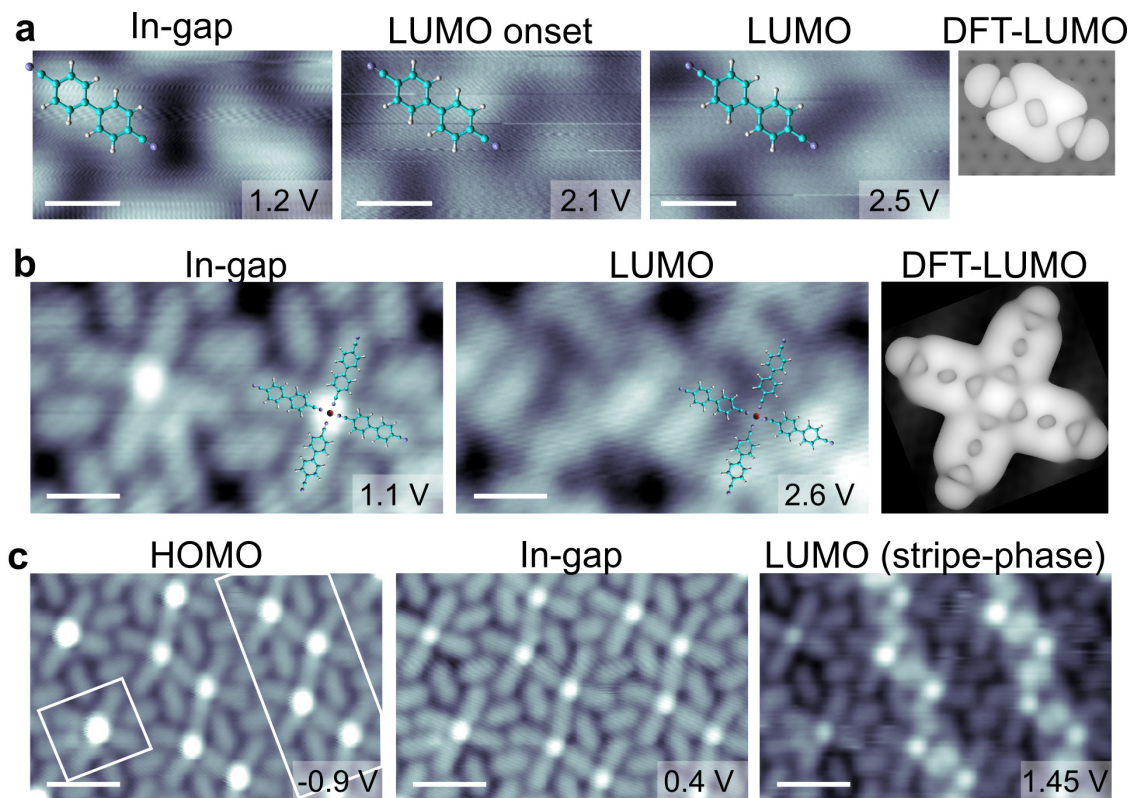 a In-gap LUMO onset LUMO DFT-LUMO
1.2 V 2.1 V 2.5 V
b In-gap LUMO DFT-LUMO
1.1 V 2.6 V
c HOMO In-gap LUMO (stripe-phase)
-0.9 V 0.4 V 1.45 V